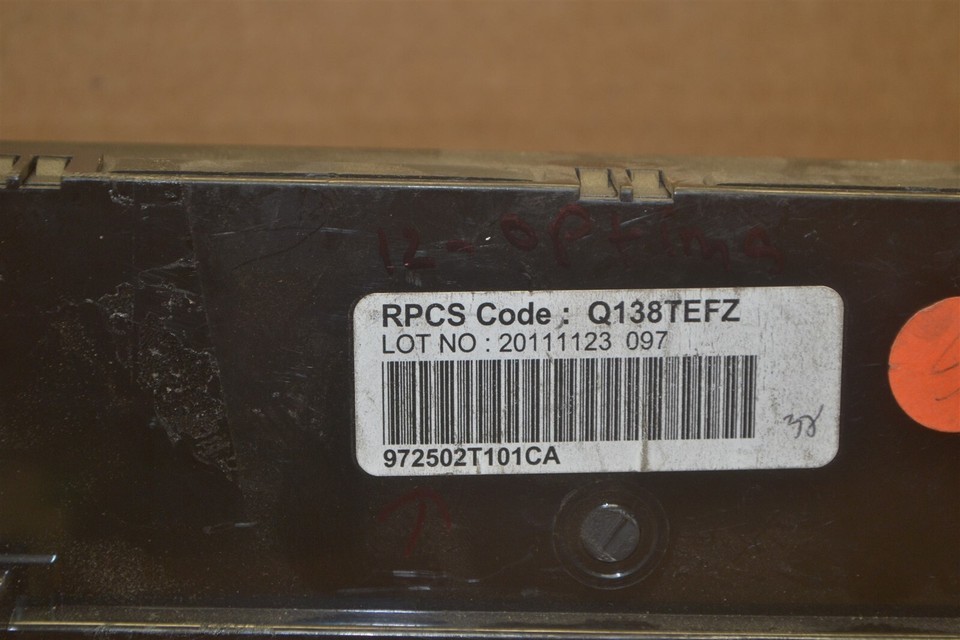 12-optima
RPCS Code : Q138TEFZ
LOT NO : 20111123 097
38
972502T101CA